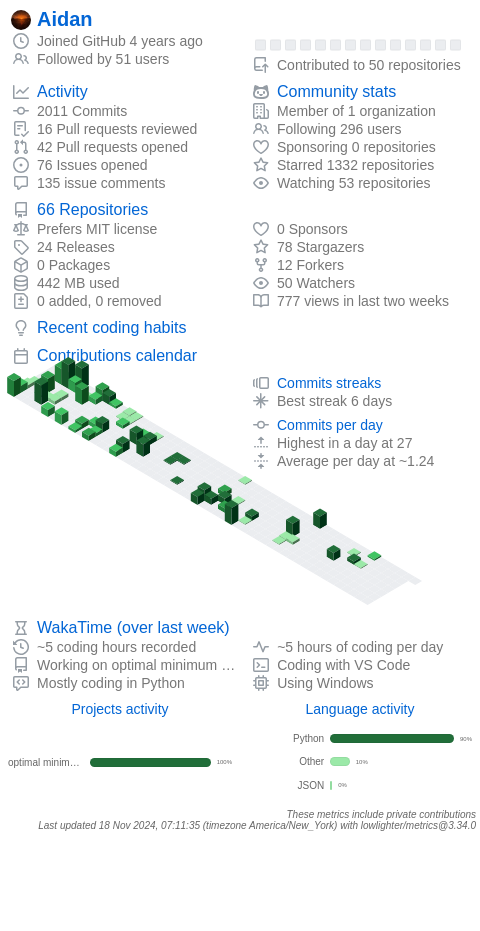 Aidan
Joined GitHub 4 years ago
Followed by 51 users
Contributed to 50 repositories
Activity
2011 Commits
16 Pull requests reviewed
42 Pull requests opened
76 Issues opened
135 issue comments
Community stats
Member of 1 organization
Following 296 users
Sponsoring 0 repositories
Starred 1332 repositories
Watching 53 repositories
66 Repositories
Prefers MIT license
24 Releases
0 Packages
442 MB used
0 added, 0 removed
0 Sponsors
78 Stargazers
12 Forkers
50 Watchers
777 views in last two weeks
Recent coding habits
Contributions calendar
Commits streaks
Best streak 6 days
Commits per day
Highest in a day at 27
Average per day at ~1.24
WakaTime (over last week)
~5 coding hours recorded
Working on optimal minimum …
Mostly coding in Python
~5 hours of coding per day
Coding with VS Code
Using Windows
Projects activity
optimal minim… 100%
Language activity
Python 90%
Other 10%
JSON 0%
These metrics include private contributions
Last updated 18 Nov 2024, 07:11:35 (timezone America/New_York) with lowlighter/metrics@3.34.0